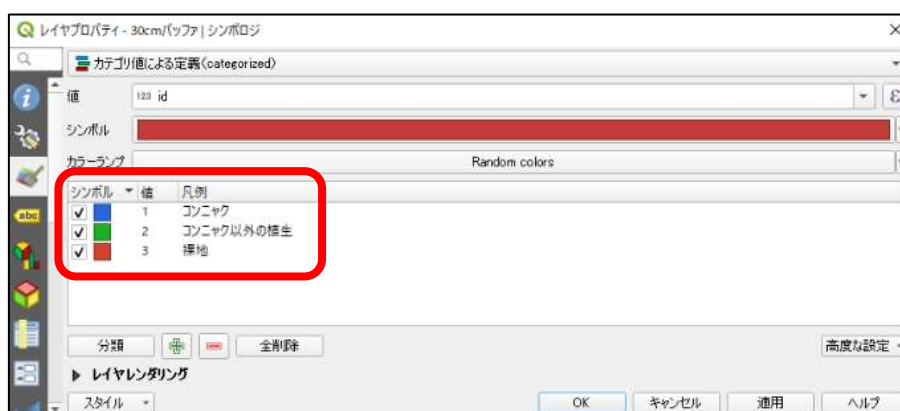 レイヤプロパティ - 30cmバッファ | シンボロジ
カテゴリ値による定義(categorized)
値 123 id ε
シンボル
カラーランプ Random colors
シンボル 値 凡例
1 コンニャク
2 コンニャク以外の植生
3 裸地
abc
分類 全削除 高度な設定
レイヤレンダリング
スタイル OK キャンセル 適用 ヘルプ